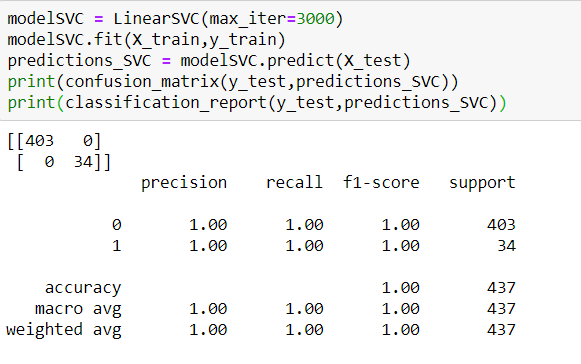 modelSVC = LinearSVC(max_iter=3000)
modelSVC.fit(X_train,y_train)
predictions_SVC = modelSVC.predict(X_test)
print(confusion_matrix(y_test,predictions_SVC))
print(classification_report(y_test,predictions_SVC))
[[403   0]
 [  0  34]]
              precision    recall  f1-score   support
           0       1.00      1.00      1.00       403
           1       1.00      1.00      1.00        34
    accuracy                           1.00       437
   macro avg       1.00      1.00      1.00       437
weighted avg       1.00      1.00      1.00       437